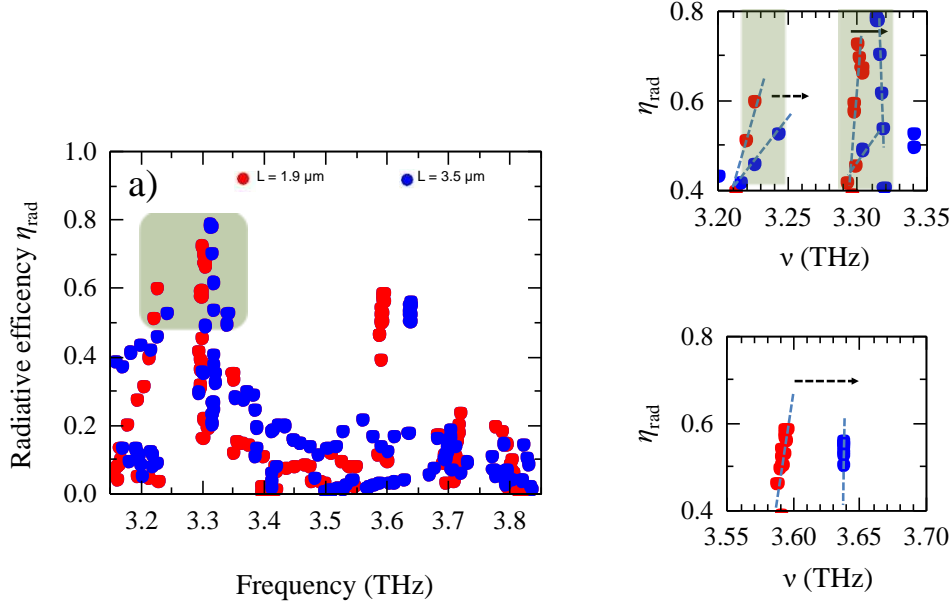 a)
L = 1.9 μm
L = 3.5 μm
Radiative efficency ηrad
1.0
0.8
0.6
0.4
0.2
0.0
3.2 3.3 3.4 3.5 3.6 3.7 3.8
Frequency (THz)
ηrad
0.8
0.6
0.4
3.20 3.25 3.30 3.35
ν (THz)
ηrad
0.8
0.6
0.4
3.55 3.60 3.65 3.70
ν (THz)